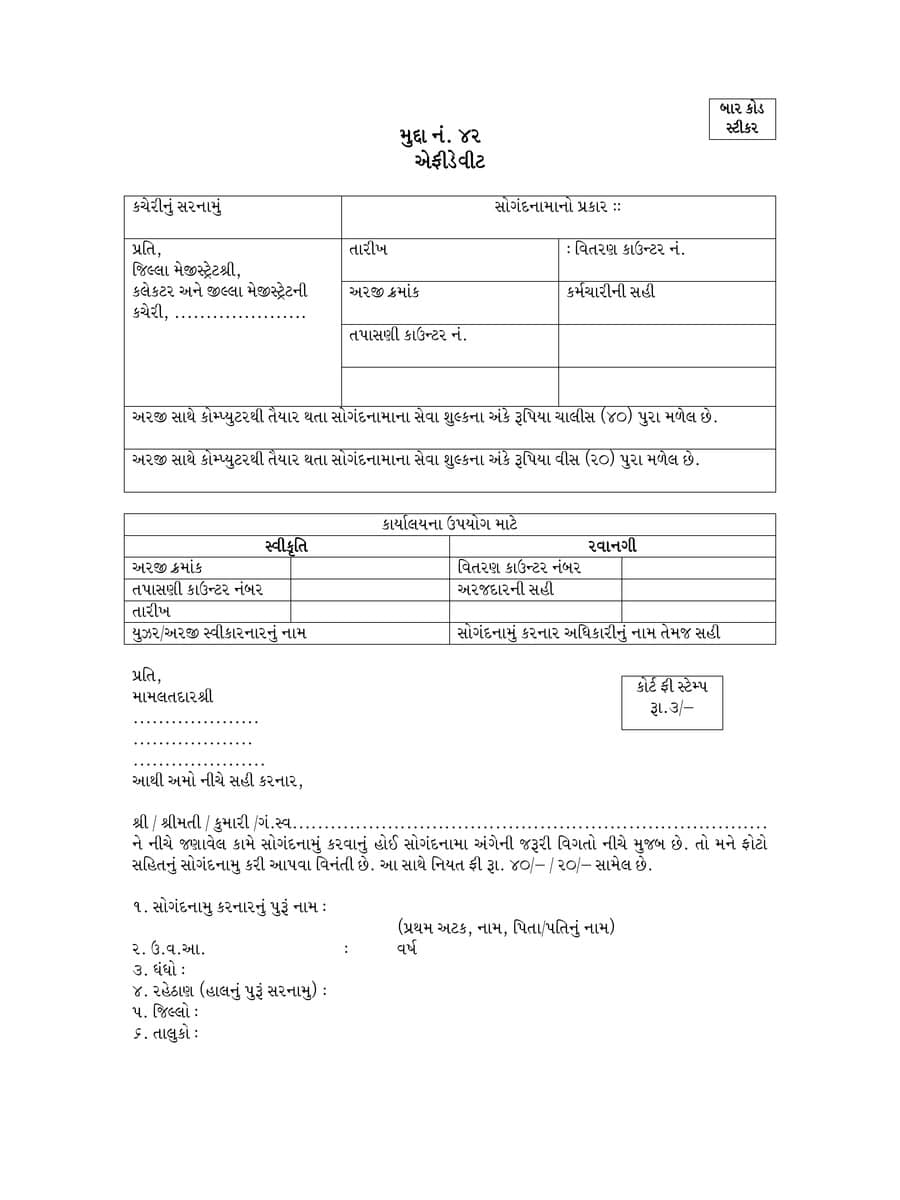 બાર કોડ
સ્ટીકર
મુદ્દા નં. ૪૨
એફીડેવીટ
કચેરીનું સરનામું
સોગંદનામાનો પ્રકાર ::
પ્રતિ,
જિલ્લા મેજીસ્ટ્રેટશ્રી,
કલેકટર અને જીલ્લા મેજીસ્ટ્રેટની
કચેરી, .....................
તારીખ
: વિતરણ કાઉન્ટર નં.
અરજી ક્રમાંક
કર્મચારીની સહી
તપાસણી કાઉન્ટર નં.
અરજી સાથે કોમ્પ્યુટરથી તૈયાર થતા સોગંદનામાના સેવા શુલ્કના અંકે રૂપિયા ચાલીસ (૪૦) પુરા મળેલ છે.
અરજી સાથે કોમ્પ્યુટરથી તૈયાર થતા સોગંદનામાના સેવા શુલ્કના અંકે રૂપિયા વીસ (૨૦) પુરા મળેલ છે.
કાર્યાલયના ઉપયોગ માટે
સ્વીકૃતિ રવાનગી
અરજી ક્રમાંક વિતરણ કાઉન્ટર નંબર
તપાસણી કાઉન્ટર નંબર અરજદારની સહી
તારીખ
યુઝર/અરજી સ્વીકારનારનું નામ સોગંદનામું કરનાર અધિકારીનું નામ તેમજ સહી
પ્રતિ,
મામલતદારશ્રી
કોર્ટ ફી સ્ટેમ્પ
રૂા.૩/–
....................
...................
.....................
આથી અમો નીચે સહી કરનાર,
શ્રી / શ્રીમતી / કુમારી /ગં.સ્વ...........................................................................
ને નીચે જણાવેલ કામે સોગંદનામું કરવાનું હોઈ સોગંદનામા અંગેની જરૂરી વિગતો નીચે મુજબ છે. તો મને ફોટો
સહિતનું સોગંદનામુ કરી આપવા વિનંતી છે. આ સાથે નિયત ફી રૂા. ૪૦/– / ૨૦/– સામેલ છે.
૧. સોગંદનામુ કરનારનું પુરૂં નામ :
(પ્રથમ અટક, નામ, પિતા/પતિનું નામ)
૨. ઉ.વ.આ. : વર્ષ
૩. ધંધો :
૪. રહેઠાણ (હાલનું પુરૂં સરનામુ) :
૫. જિલ્લો :
૬. તાલુકો :